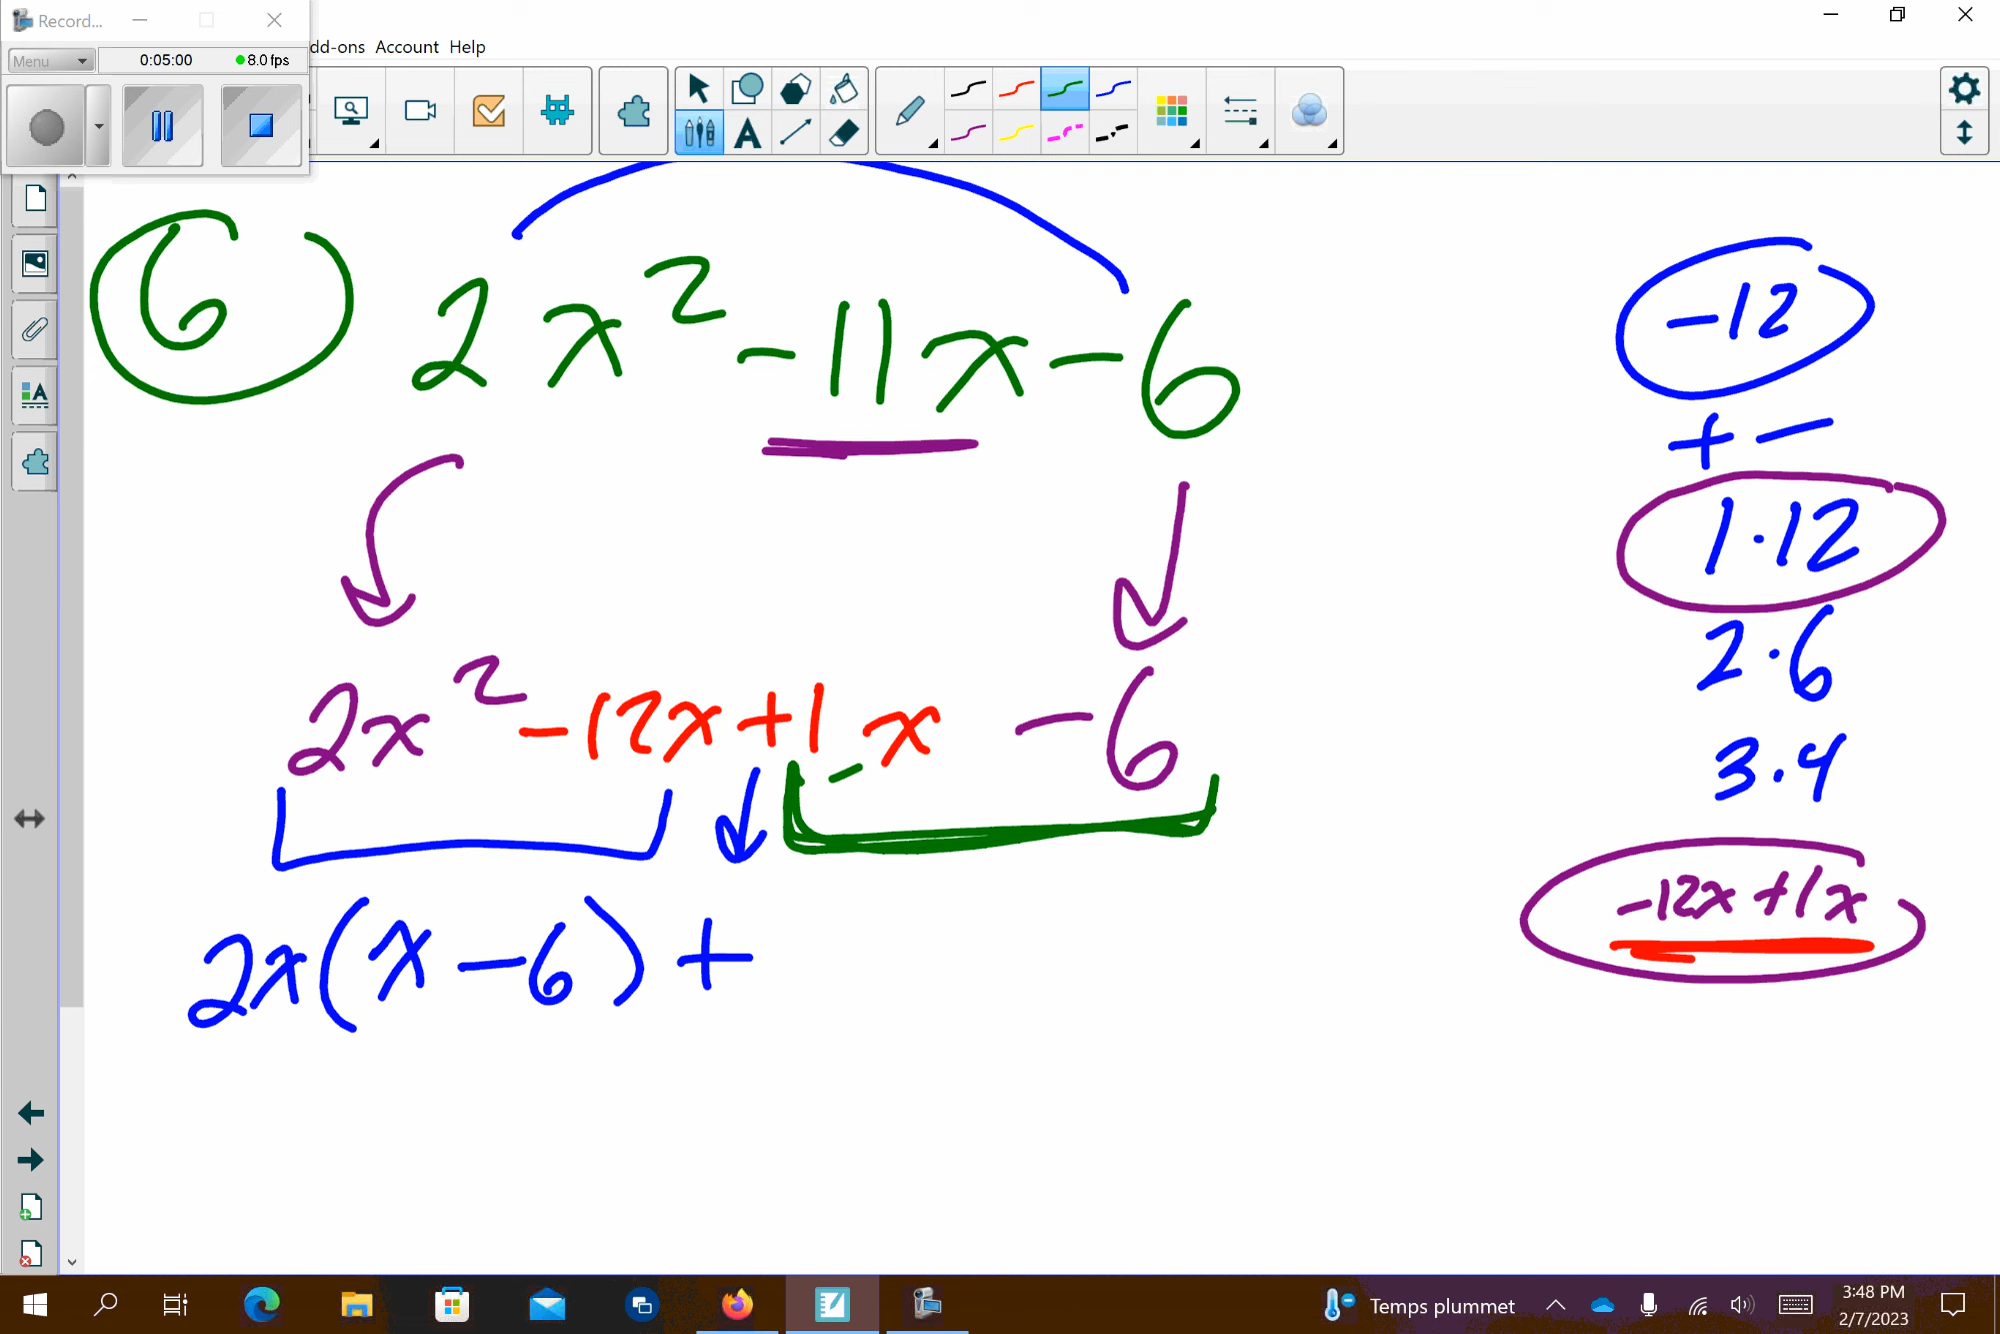 Record...
Menu 0:05:00 8.0 fps
dd-ons Account Help
6 2x² - 11x - 6
2x² - 12x + 1x - 6
2x(x - 6) +
-12
+ -
1·12
2·6
3·4
-12x + 1x
Temps plummet
3:48 PM
2/7/2023